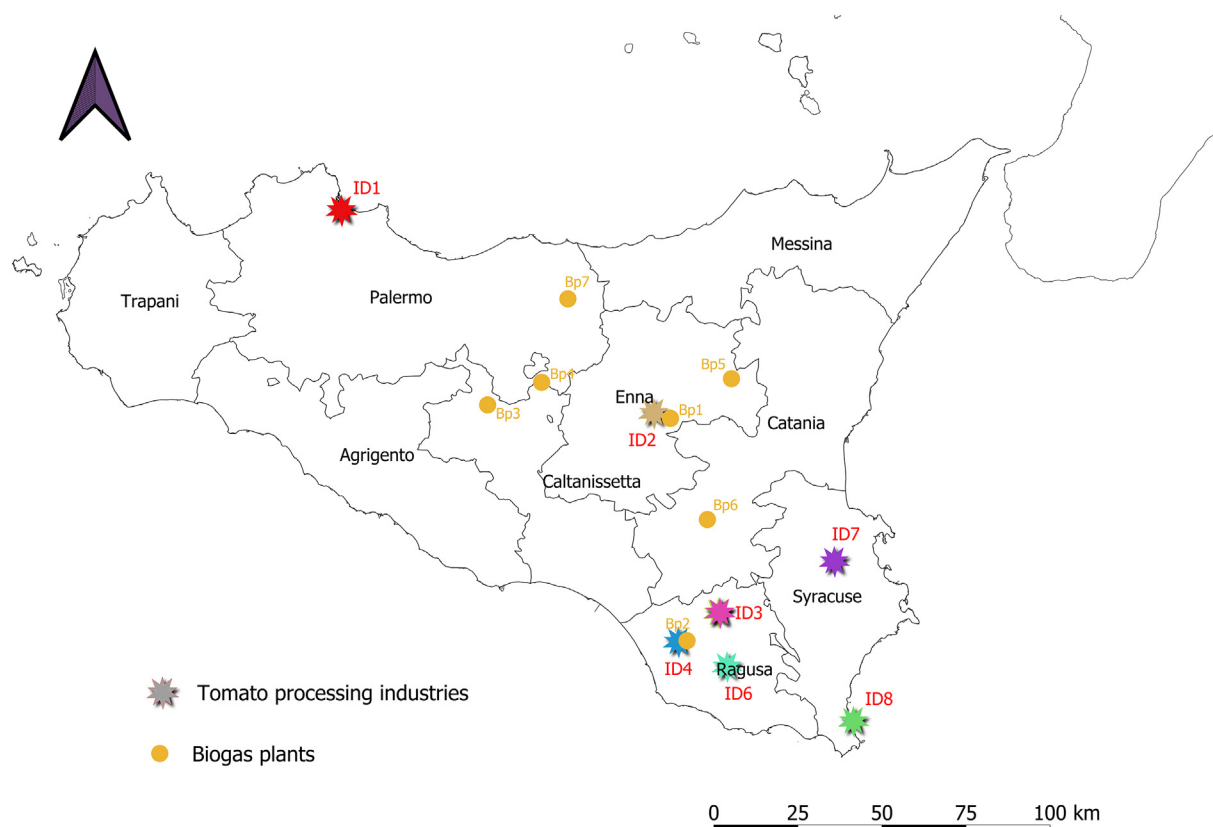 ID1
Messina
Bp7
Trapani
Palermo
Bp5
Bp4
Enna
Bp3
Bp1
Catania
ID2
Agrigento
Caltanissetta
Bp6
ID7
Syracuse
ID3
Bp2
ID4
Ragusa
ID6
ID8
Tomato processing industries
Biogas plants
0 25 50 75 100 km